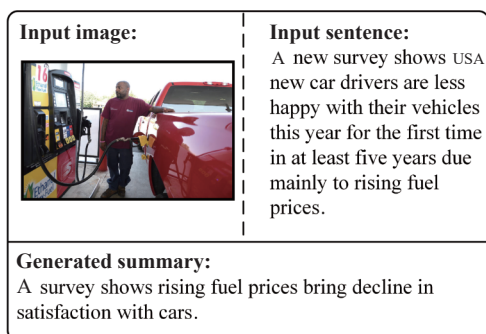 Input image:
Input sentence:
A new survey shows USA
new car drivers are less
happy with their vehicles
this year for the first time
in at least five years due
mainly to rising fuel
prices.
Generated summary:
A survey shows rising fuel prices bring decline in
satisfaction with cars.